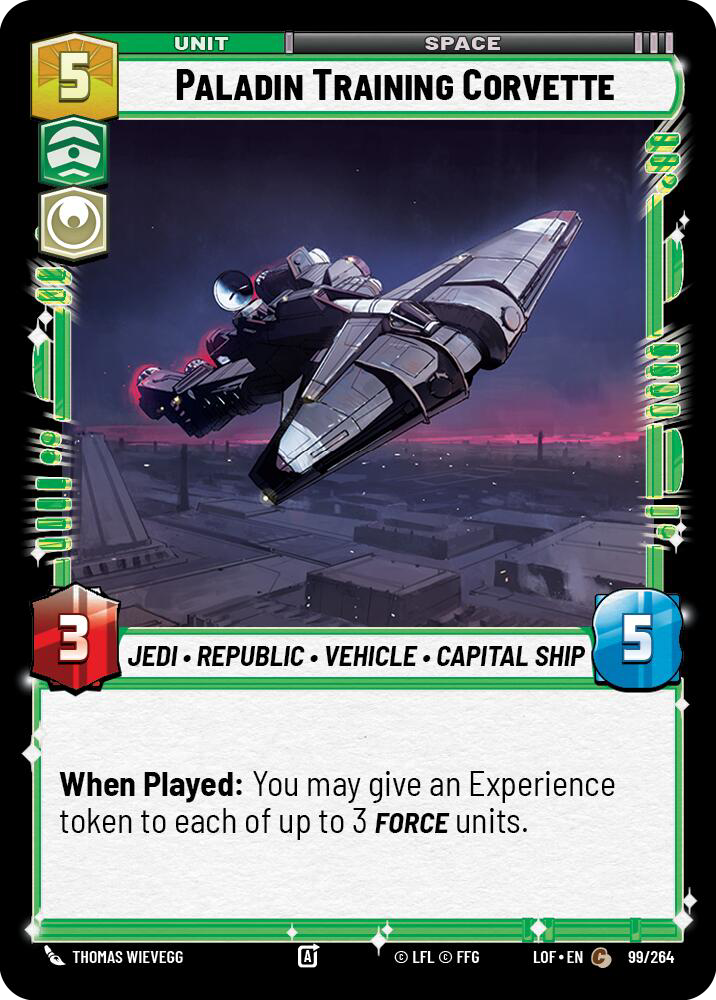 UNIT
SPACE
5
PALADIN TRAINING CORVETTE
3
JEDI • REPUBLIC • VEHICLE • CAPITAL SHIP
5
When Played: You may give an Experience
token to each of up to 3 FORCE units.
THOMAS WIEVEGG
A
© LFL © FFG
LOF • EN
C
99/264